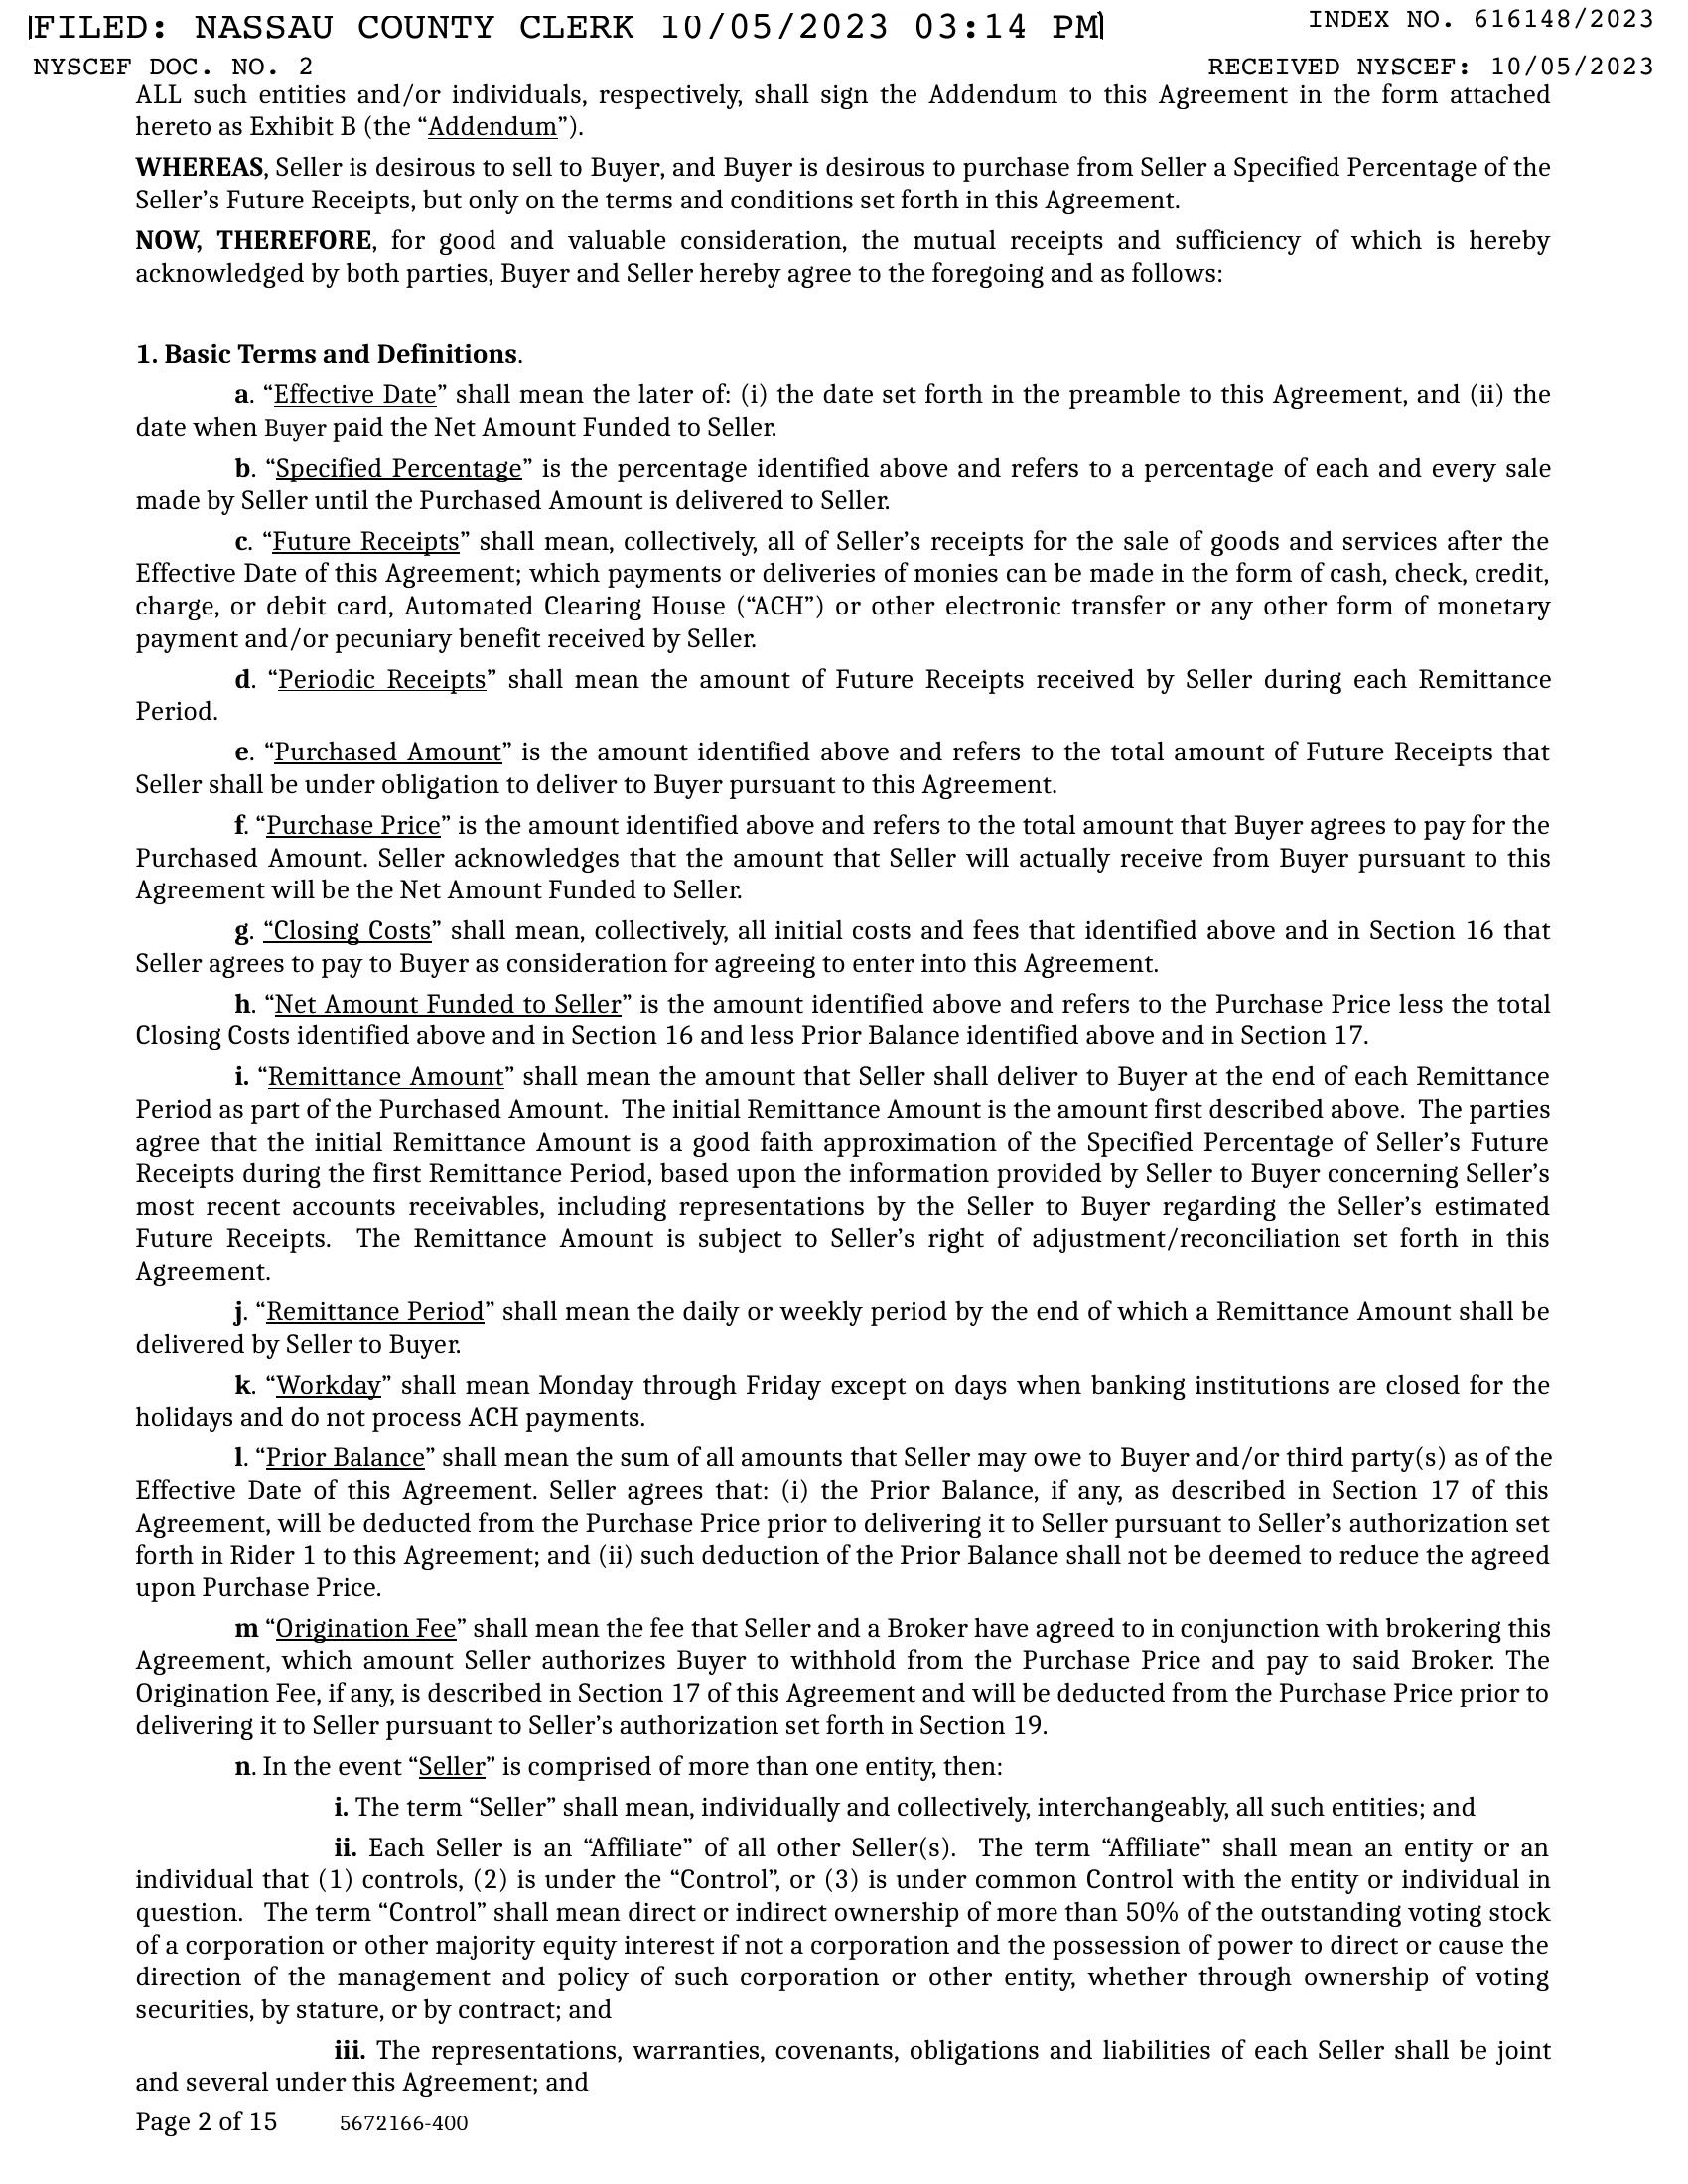 FILED: NASSAU COUNTY CLERK 10/05/2023 03:14 PM
INDEX NO. 616148/2023
NYSCEF DOC. NO. 2
RECEIVED NYSCEF: 10/05/2023
ALL such entities and/or individuals, respectively, shall sign the Addendum to this Agreement in the form attached
hereto as Exhibit B (the “Addendum”).
WHEREAS, Seller is desirous to sell to Buyer, and Buyer is desirous to purchase from Seller a Specified Percentage of the
Seller’s Future Receipts, but only on the terms and conditions set forth in this Agreement.
NOW, THEREFORE, for good and valuable consideration, the mutual receipts and sufficiency of which is hereby
acknowledged by both parties, Buyer and Seller hereby agree to the foregoing and as follows:
1. Basic Terms and Definitions.
a. “Effective Date” shall mean the later of: (i) the date set forth in the preamble to this Agreement, and (ii) the
date when Buyer paid the Net Amount Funded to Seller.
b. “Specified Percentage” is the percentage identified above and refers to a percentage of each and every sale
made by Seller until the Purchased Amount is delivered to Seller.
c. “Future Receipts” shall mean, collectively, all of Seller’s receipts for the sale of goods and services after the
Effective Date of this Agreement; which payments or deliveries of monies can be made in the form of cash, check, credit,
charge, or debit card, Automated Clearing House (“ACH”) or other electronic transfer or any other form of monetary
payment and/or pecuniary benefit received by Seller.
d. “Periodic Receipts” shall mean the amount of Future Receipts received by Seller during each Remittance
Period.
e. “Purchased Amount” is the amount identified above and refers to the total amount of Future Receipts that
Seller shall be under obligation to deliver to Buyer pursuant to this Agreement.
f. “Purchase Price” is the amount identified above and refers to the total amount that Buyer agrees to pay for the
Purchased Amount. Seller acknowledges that the amount that Seller will actually receive from Buyer pursuant to this
Agreement will be the Net Amount Funded to Seller.
g. “Closing Costs” shall mean, collectively, all initial costs and fees that identified above and in Section 16 that
Seller agrees to pay to Buyer as consideration for agreeing to enter into this Agreement.
h. “Net Amount Funded to Seller” is the amount identified above and refers to the Purchase Price less the total
Closing Costs identified above and in Section 16 and less Prior Balance identified above and in Section 17.
i. “Remittance Amount” shall mean the amount that Seller shall deliver to Buyer at the end of each Remittance
Period as part of the Purchased Amount. The initial Remittance Amount is the amount first described above. The parties
agree that the initial Remittance Amount is a good faith approximation of the Specified Percentage of Seller’s Future
Receipts during the first Remittance Period, based upon the information provided by Seller to Buyer concerning Seller’s
most recent accounts receivables, including representations by the Seller to Buyer regarding the Seller’s estimated
Future Receipts. The Remittance Amount is subject to Seller’s right of adjustment/reconciliation set forth in this
Agreement.
j. “Remittance Period” shall mean the daily or weekly period by the end of which a Remittance Amount shall be
delivered by Seller to Buyer.
k. “Workday” shall mean Monday through Friday except on days when banking institutions are closed for the
holidays and do not process ACH payments.
l. “Prior Balance” shall mean the sum of all amounts that Seller may owe to Buyer and/or third party(s) as of the
Effective Date of this Agreement. Seller agrees that: (i) the Prior Balance, if any, as described in Section 17 of this
Agreement, will be deducted from the Purchase Price prior to delivering it to Seller pursuant to Seller’s authorization set
forth in Rider 1 to this Agreement; and (ii) such deduction of the Prior Balance shall not be deemed to reduce the agreed
upon Purchase Price.
m “Origination Fee” shall mean the fee that Seller and a Broker have agreed to in conjunction with brokering this
Agreement, which amount Seller authorizes Buyer to withhold from the Purchase Price and pay to said Broker. The
Origination Fee, if any, is described in Section 17 of this Agreement and will be deducted from the Purchase Price prior to
delivering it to Seller pursuant to Seller’s authorization set forth in Section 19.
n. In the event “Seller” is comprised of more than one entity, then:
i. The term “Seller” shall mean, individually and collectively, interchangeably, all such entities; and
ii. Each Seller is an “Affiliate” of all other Seller(s). The term “Affiliate” shall mean an entity or an
individual that (1) controls, (2) is under the “Control”, or (3) is under common Control with the entity or individual in
question. The term “Control” shall mean direct or indirect ownership of more than 50% of the outstanding voting stock
of a corporation or other majority equity interest if not a corporation and the possession of power to direct or cause the
direction of the management and policy of such corporation or other entity, whether through ownership of voting
securities, by stature, or by contract; and
iii. The representations, warranties, covenants, obligations and liabilities of each Seller shall be joint
and several under this Agreement; and
Page 2 of 15 5672166-400